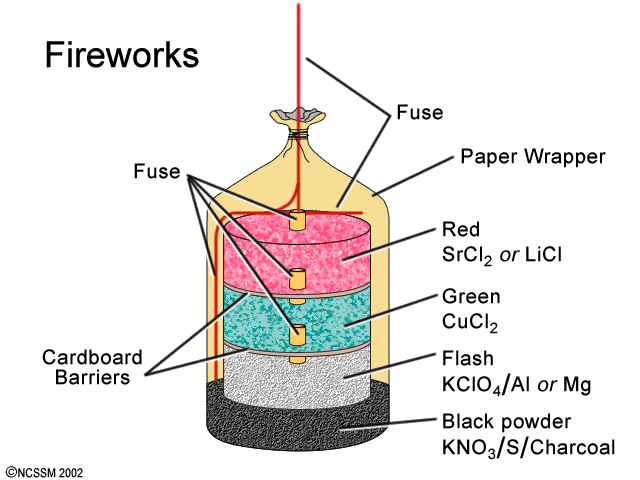 Fireworks
Fuse
Paper Wrapper
Fuse
Red
SrCl₂ or LiCl
Green
CuCl₂
Cardboard
Barriers
Flash
KClO₄/Al or Mg
Black powder
KNO₃/S/Charcoal
©NCSSM 2002